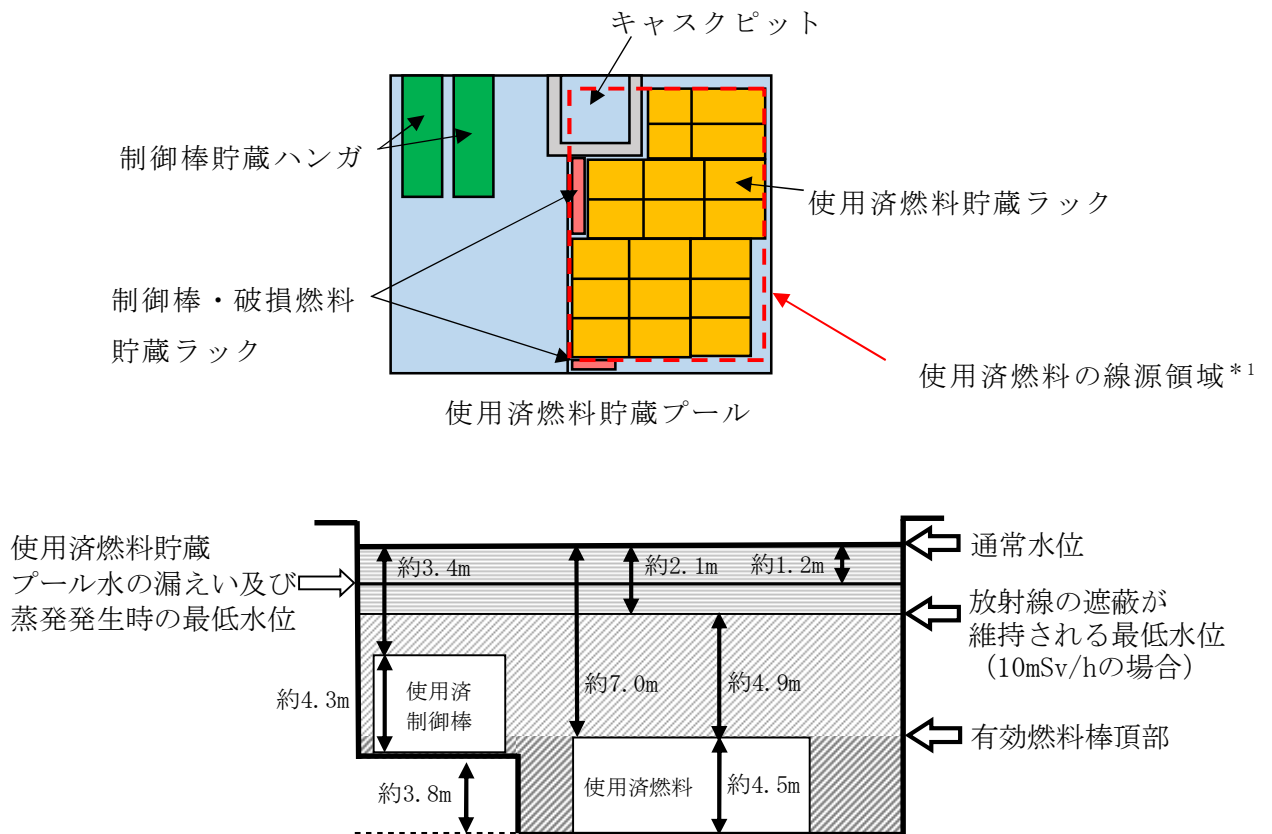 キャスクピット
制御棒貯蔵ハンガ
使用済燃料貯蔵ラック
制御棒・破損燃料
貯蔵ラック
使用済燃料の線源領域*1
使用済燃料貯蔵プール
使用済燃料貯蔵
プール水の漏えい及び
蒸発発生時の最低水位
約3.4m
約2.1m
約1.2m
通常水位
放射線の遮蔽が
維持される最低水位
（10mSv/hの場合）
約4.3m
使用済
制御棒
約7.0m
約4.9m
有効燃料棒頂部
約3.8m
使用済燃料
約4.5m